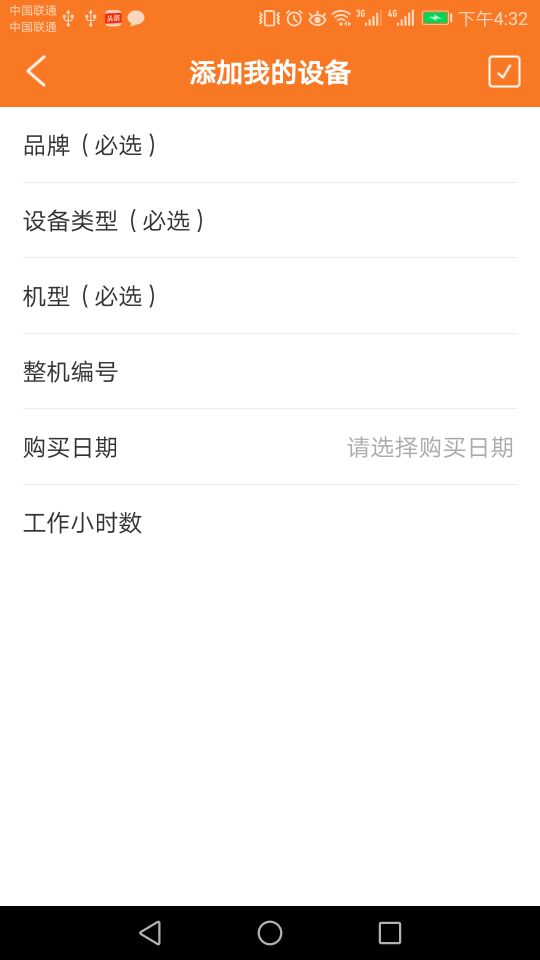 中国联通
中国联通
头条
3G
4G
下午4:32
添加我的设备
品牌（必选）
设备类型（必选）
机型（必选）
整机编号
购买日期 请选择购买日期
工作小时数